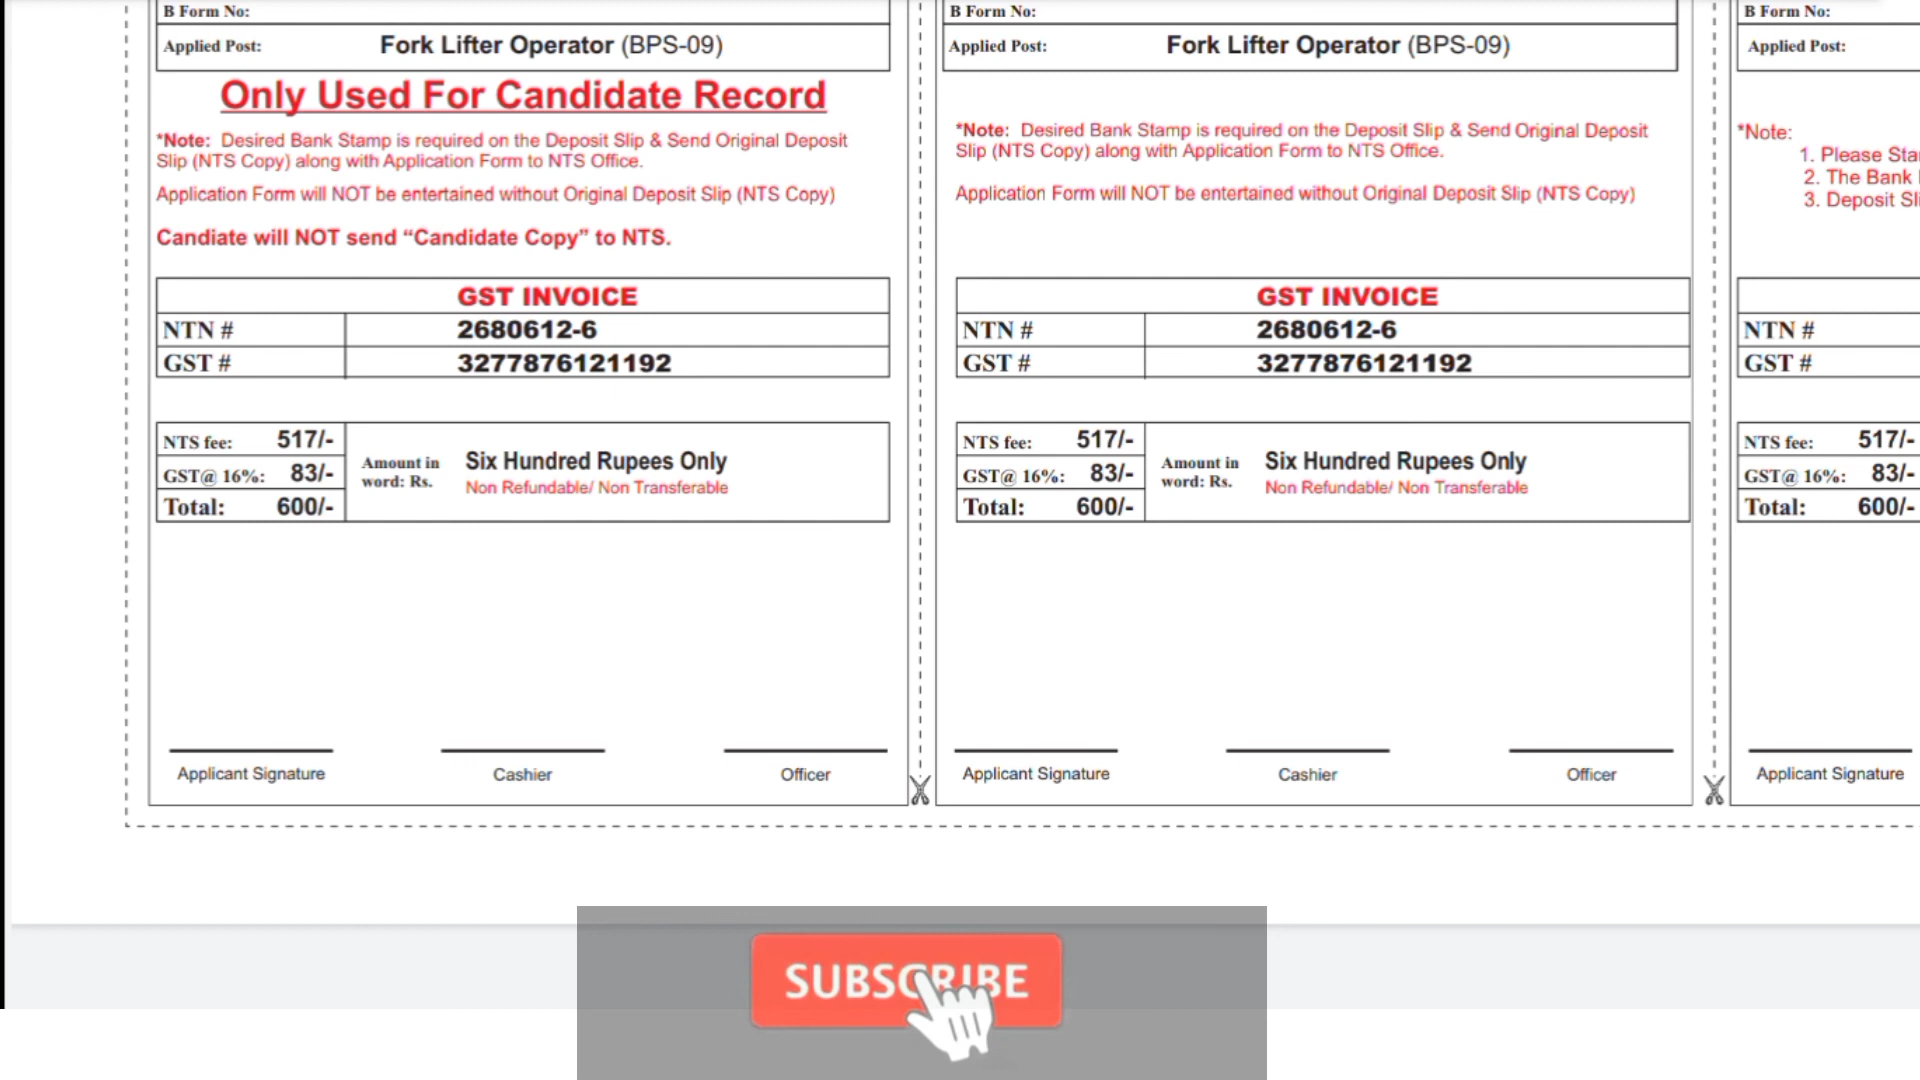 B Form No:
Applied Post: Fork Lifter Operator (BPS-09)
Only Used For Candidate Record
*Note: Desired Bank Stamp is required on the Deposit Slip & Send Original Deposit
Slip (NTS Copy) along with Application Form to NTS Office.
Application Form will NOT be entertained without Original Deposit Slip (NTS Copy)
Candiate will NOT send “Candidate Copy” to NTS.
GST INVOICE
NTN # 2680612-6
GST # 3277876121192
NTS fee: 517/-
GST@ 16%: 83/-
Total: 600/-
Amount in
word: Rs.
Six Hundred Rupees Only
Non Refundable/ Non Transferable
Applicant Signature Cashier Officer
B Form No:
Applied Post: Fork Lifter Operator (BPS-09)
*Note: Desired Bank Stamp is required on the Deposit Slip & Send Original Deposit
Slip (NTS Copy) along with Application Form to NTS Office.
Application Form will NOT be entertained without Original Deposit Slip (NTS Copy)
GST INVOICE
NTN # 2680612-6
GST # 3277876121192
NTS fee: 517/-
GST@ 16%: 83/-
Total: 600/-
Amount in
word: Rs.
Six Hundred Rupees Only
Non Refundable/ Non Transferable
Applicant Signature Cashier Officer
B Form No:
Applied Post:
*Note:
1. Please
2. The Bank
3. Deposit
NTN #
GST #
NTS fee: 517/-
GST@ 16%: 83/-
Total: 600/-
Applicant Signature
SUBSCRIBE